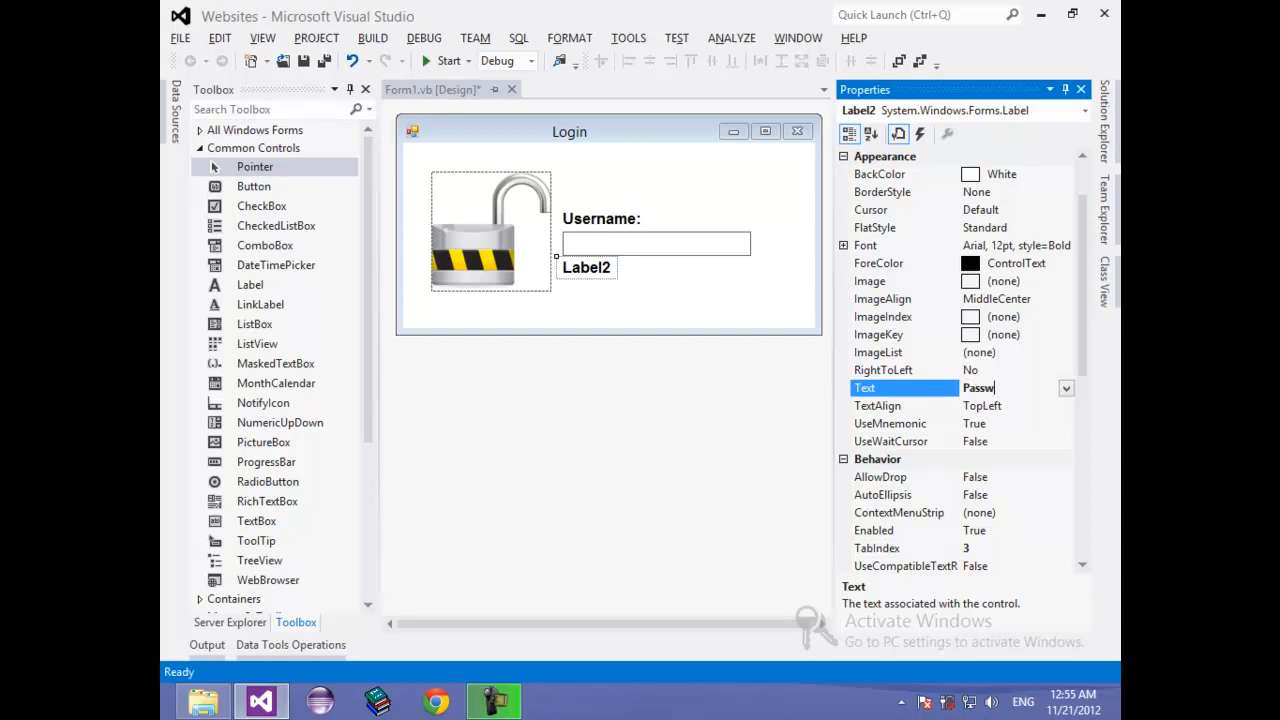 Websites - Microsoft Visual Studio
Quick Launch (Ctrl+Q)
FILE EDIT VIEW PROJECT BUILD DEBUG TEAM SQL FORMAT TOOLS TEST ANALYZE WINDOW HELP
Start Debug
Data Sources
Toolbox
Search Toolbox
All Windows Forms
Common Controls
Pointer
Button
CheckBox
CheckedListBox
ComboBox
DateTimePicker
Label
LinkLabel
ListBox
ListView
MaskedTextBox
MonthCalendar
NotifyIcon
NumericUpDown
PictureBox
ProgressBar
RadioButton
RichTextBox
TextBox
ToolTip
TreeView
WebBrowser
Containers
Server Explorer Toolbox
Output Data Tools Operations
Form1.vb [Design]*
Login
Username:
Label2
Properties
Label2 System.Windows.Forms.Label
Appearance
BackColor White
BorderStyle None
Cursor Default
FlatStyle Standard
Font Arial, 12pt, style=Bold
ForeColor ControlText
Image (none)
ImageAlign MiddleCenter
ImageIndex (none)
ImageKey (none)
ImageList (none)
RightToLeft No
Text Passw
TextAlign TopLeft
UseMnemonic True
UseWaitCursor False
Behavior
AllowDrop False
AutoEllipsis False
ContextMenuStrip (none)
Enabled True
TabIndex 3
UseCompatibleTextR False
Text
The text associated with the control.
Activate Windows
Go to PC settings to activate Windows.
Solution Explorer
Team Explorer
Class View
Ready
ENG
12:55 AM
11/21/2012